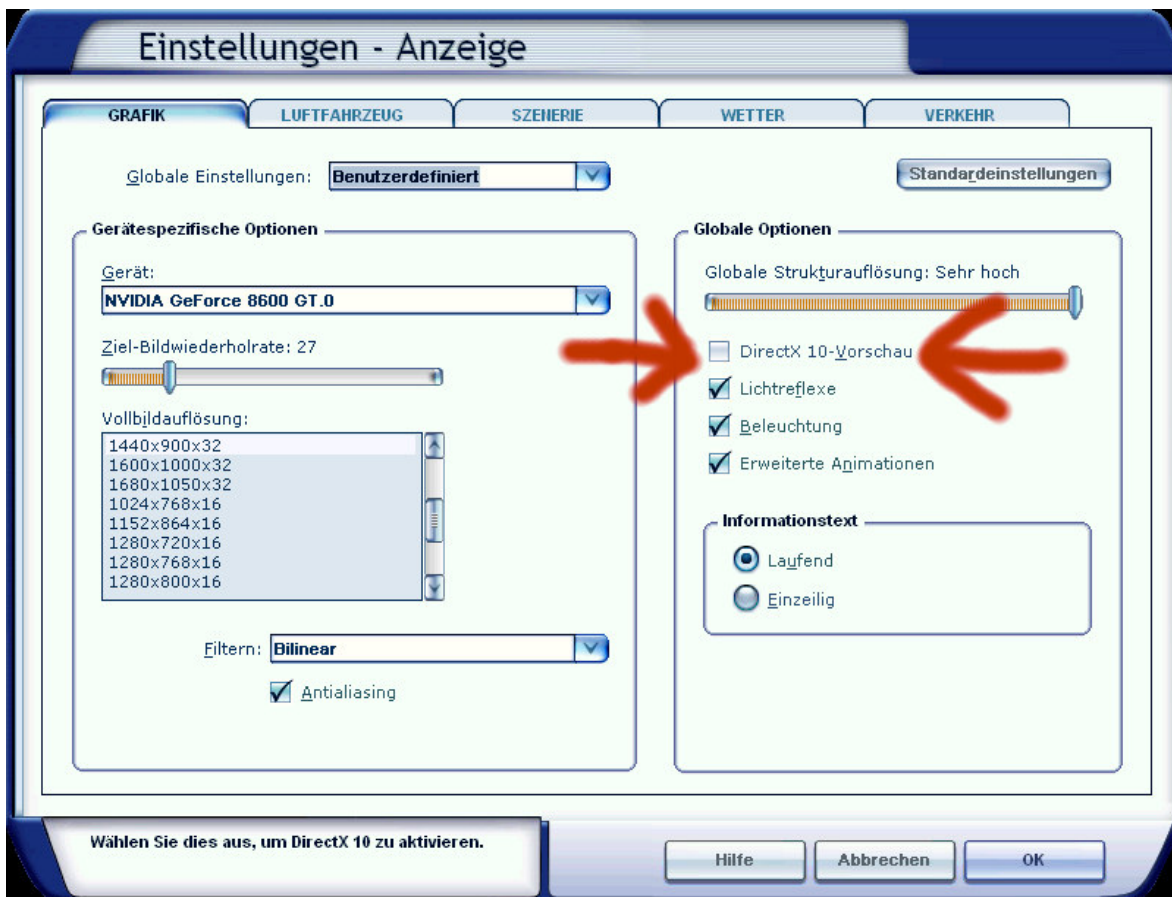 Einstellungen - Anzeige
GRAFIK
LUFTFAHRZEUG
SZENERIE
WETTER
VERKEHR
Globale Einstellungen: Benutzerdefiniert
Standardeinstellungen
Gerätespezifische Optionen
Gerät:
NVIDIA GeForce 8600 GT.0
Ziel-Bildwiederholrate: 27
Vollbildauflösung:
1440x900x32
1600x1000x32
1680x1050x32
1024x768x16
1152x864x16
1280x720x16
1280x768x16
1280x800x16
Filtern: Bilinear
Antialiasing
Globale Optionen
Globale Strukturauflösung: Sehr hoch
DirectX 10-Vorschau
Lichtreflexe
Beleuchtung
Erweiterte Animationen
Informationstext
Laufend
Einzeilig
Wählen Sie dies aus, um DirectX 10 zu aktivieren.
Hilfe
Abbrechen
OK